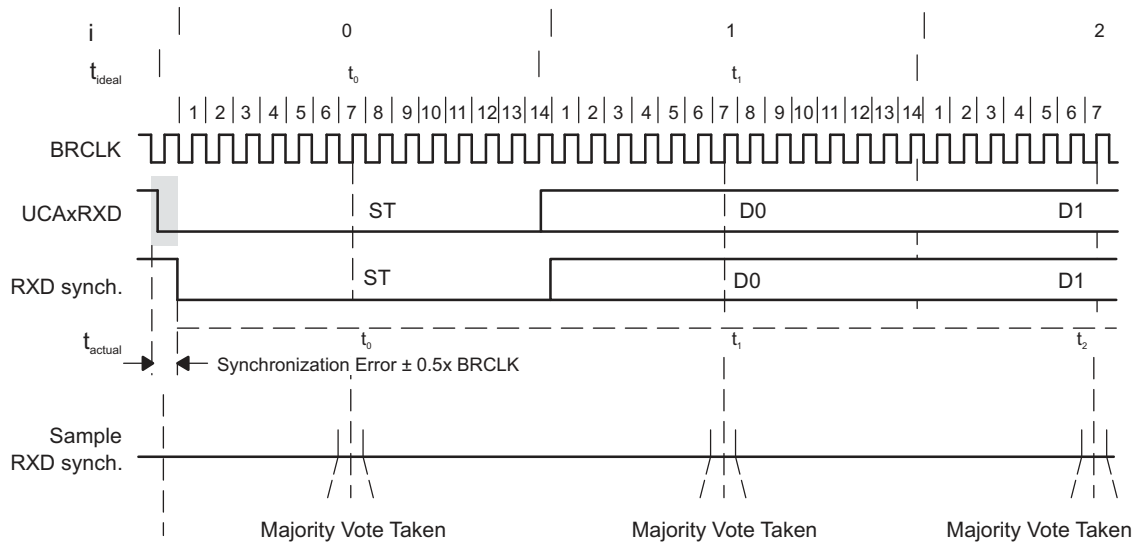 i 0 1 2
tideal t0 t1
1 2 3 4 5 6 7 8 9 10 11 12 13 14 1 2 3 4 5 6 7 8 9 10 11 12 13 14 1 2 3 4 5 6 7
BRCLK
UCAxRXD ST D0 D1
RXD synch. ST D0 D1
tactual t0 t1 t2
Synchronization Error ± 0.5x BRCLK
Sample
RXD synch.
Majority Vote Taken Majority Vote Taken Majority Vote Taken